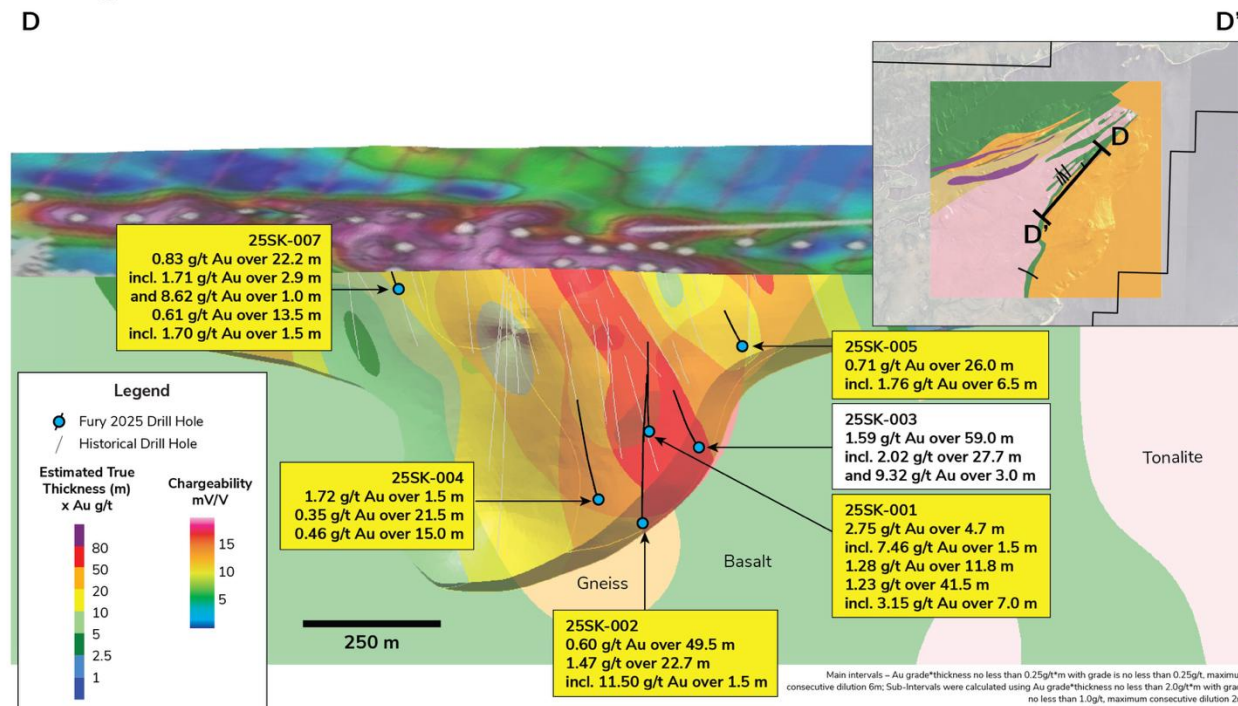 D
D'
D
D'
25SK-007
0.83 g/t Au over 22.2 m
incl. 1.71 g/t Au over 2.9 m
and 8.62 g/t Au over 1.0 m
0.61 g/t Au over 13.5 m
incl. 1.70 g/t Au over 1.5 m
25SK-005
0.71 g/t Au over 26.0 m
incl. 1.76 g/t Au over 6.5 m
25SK-003
1.59 g/t Au over 59.0 m
incl. 2.02 g/t Au over 27.7 m
and 9.32 g/t Au over 3.0 m
25SK-001
2.75 g/t Au over 4.7 m
incl. 7.46 g/t Au over 1.5 m
1.28 g/t Au over 11.8 m
1.23 g/t over 41.5 m
incl. 3.15 g/t Au over 7.0 m
25SK-004
1.72 g/t Au over 1.5 m
0.35 g/t Au over 21.5 m
0.46 g/t Au over 15.0 m
25SK-002
0.60 g/t Au over 49.5 m
1.47 g/t over 22.7 m
incl. 11.50 g/t Au over 1.5 m
Gneiss
Basalt
Tonalite
250 m
Legend
Fury 2025 Drill Hole
Historical Drill Hole
Estimated True
Thickness (m)
x Au g/t
80
50
20
10
5
2.5
1
Chargeability
mV/V
15
10
5
Main intervals – Au grade*thickness no less than 0.25g/t*m with grade is no less than 0.25g/t, maximu
consecutive dilution 6m; Sub-Intervals were calculated using Au grade*thickness no less than 2.0g/t*m with grad
no less than 1.0g/t, maximum consecutive dilution 2